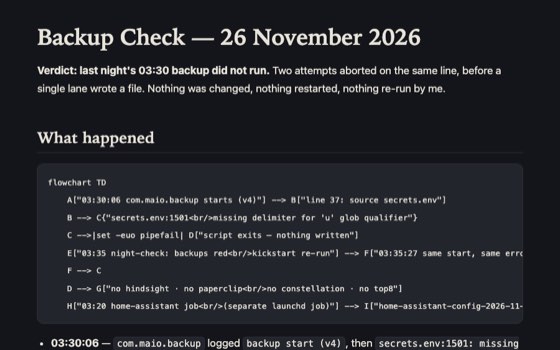 Backup Check — 26 November 2026
Verdict: last night's 03:30 backup did not run. Two attempts aborted on the same line, before a
single lane wrote a file. Nothing was changed, nothing restarted, nothing re-run by me.
What happened
flowchart TD
A["03:30:06 com.maio.backup starts (v4)"] --> B["line 37: source secrets.env"]
B --> C{"secrets.env:1501<br/>missing delimiter for 'u' glob qualifier"}
C -->|set -euo pipefail| D["script exits — nothing written"]
E["03:35 night-check: backups red<br/>kickstart re-run"] --> F["03:35:27 same start, same erro
F --> C
D --> G["no hindsight · no paperclip<br/>no constellation · no top8"]
H["03:20 home-assistant job<br/>(separate launchd job)"] --> I["home-assistant-config-2026-11-
• 03:30:06 — com.maio.backup logged backup start (v4), then secrets.env:1501: missing